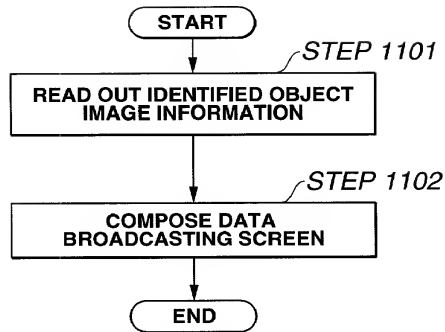 START
STEP 1101
READ OUT IDENTIFIED OBJECT
IMAGE INFORMATION
STEP 1102
COMPOSE DATA
BROADCASTING SCREEN
END